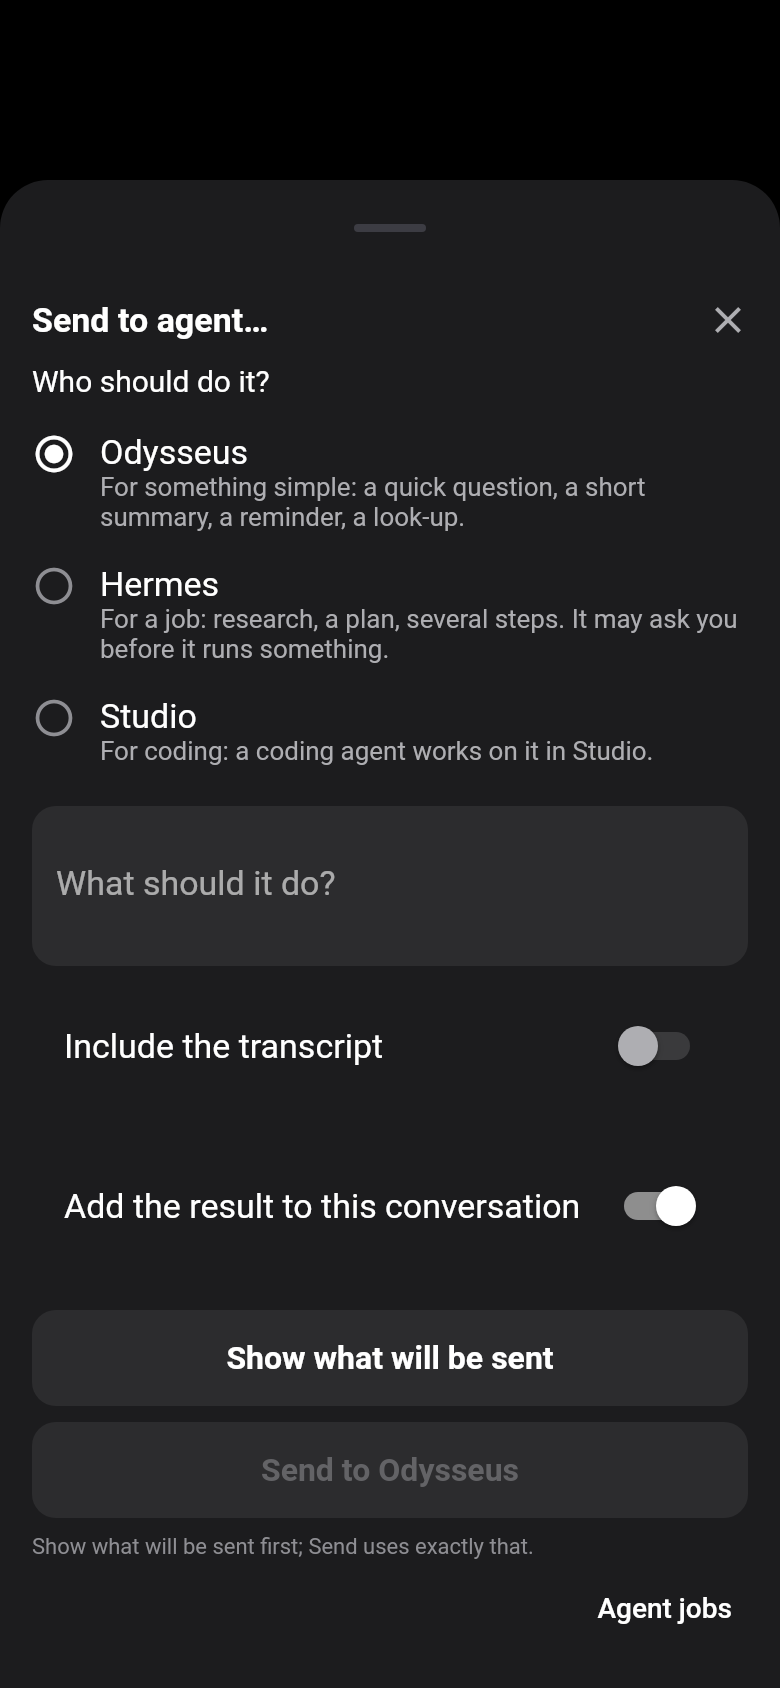 Send to agent…
Who should do it?
Odysseus
For something simple: a quick question, a short
summary, a reminder, a look-up.
Hermes
For a job: research, a plan, several steps. It may ask you
before it runs something.
Studio
For coding: a coding agent works on it in Studio.
What should it do?
Include the transcript
Add the result to this conversation
Show what will be sent
Send to Odysseus
Show what will be sent first; Send uses exactly that.
Agent jobs